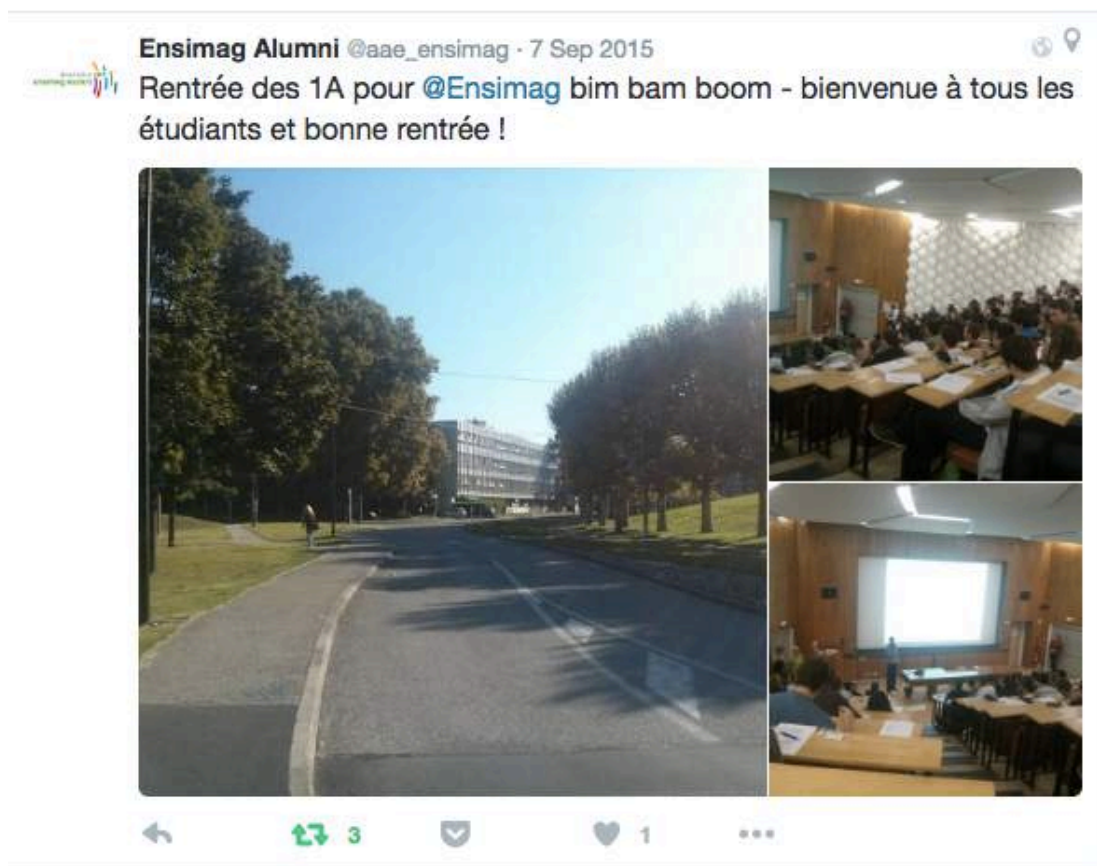 Ensimag Alumni @aae_ensimag · 7 Sep 2015
Rentrée des 1A pour @Ensimag bim bam boom - bienvenue à tous les
étudiants et bonne rentrée !
3
1